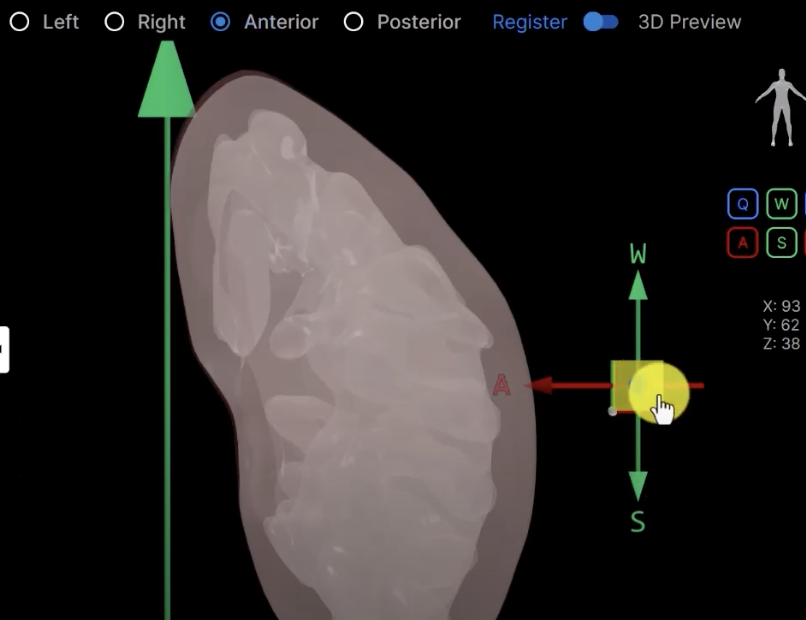 Left Right Anterior Posterior Register 3D Preview
Q W
A S
W
X: 93
Y: 62
Z: 38
A
S